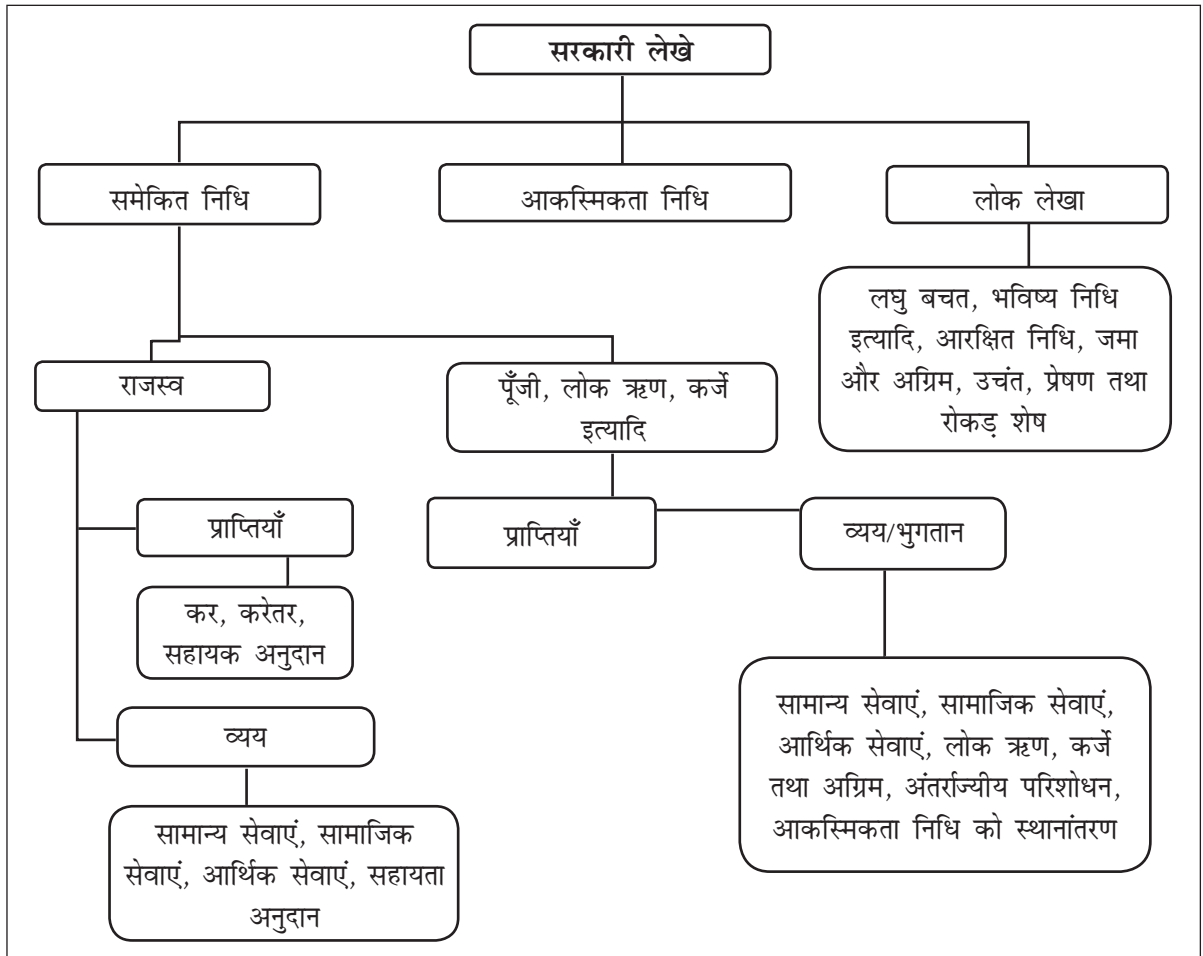 सरकारी लेखे
समेकित निधि
आकस्मिकता निधि
लोक लेखा
लघु बचत, भविष्य निधि
इत्यादि, आरक्षित निधि, जमा
और अग्रिम, उचंत, प्रेषण तथा
रोकड़ शेष
राजस्व
पूँजी, लोक ऋण, कर्जे
इत्यादि
प्राप्तियाँ
कर, करेतर,
सहायक अनुदान
व्यय
सामान्य सेवाएं, सामाजिक
सेवाएं, आर्थिक सेवाएं, सहायता
अनुदान
प्राप्तियाँ
व्यय/भुगतान
सामान्य सेवाएं, सामाजिक सेवाएं,
आर्थिक सेवाएं, लोक ऋण, कर्जे
तथा अग्रिम, अंतर्राज्यीय परिशोधन,
आकस्मिकता निधि को स्थानांतरण